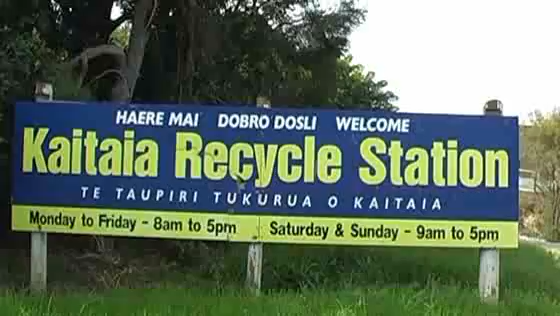 HAERE MAI DOBRO DOSLI WELCOME
Kaitaia Recycle Station
TE TAUPIRI TUKURUA O KAITAIA
Monday to Friday - 8am to 5pm Saturday & Sunday - 9am to 5pm